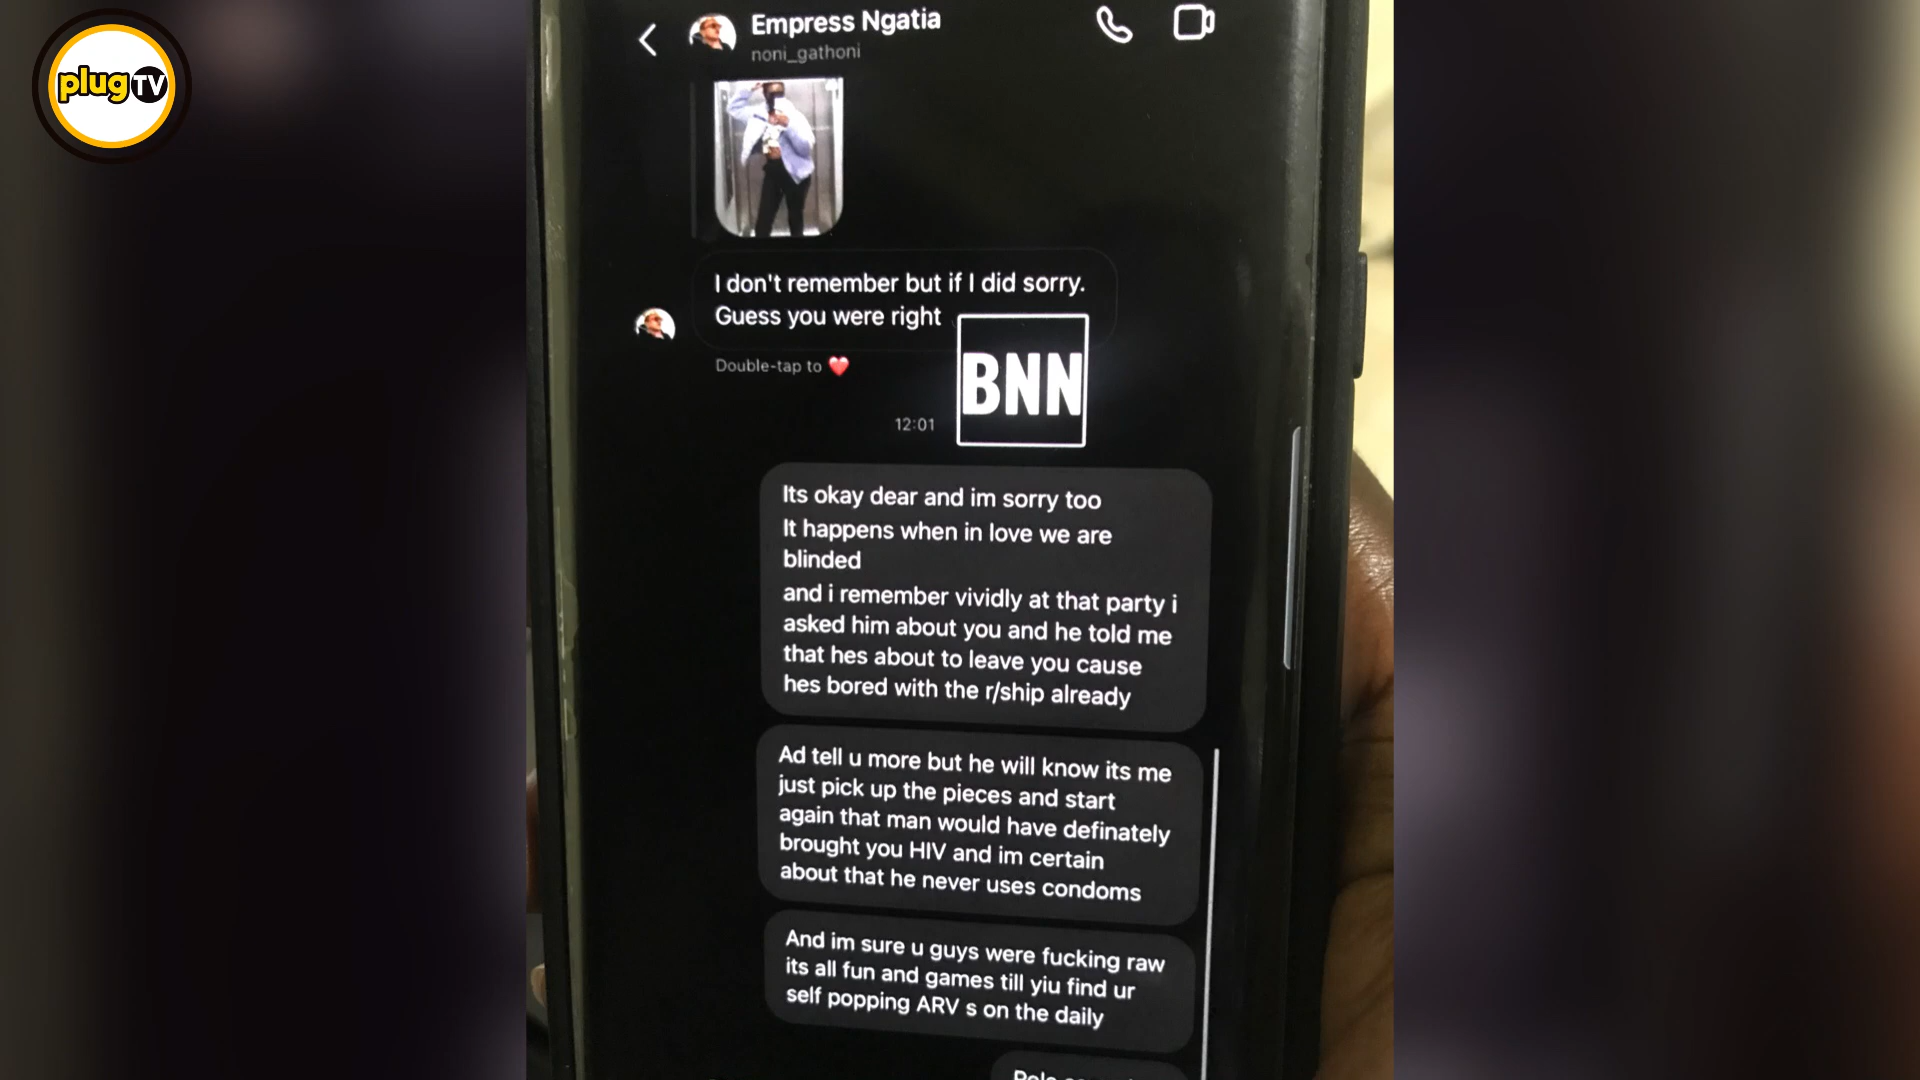 plugTV
Empress Ngatia
noni_gathoni
I don't remember but if I did sorry.
Guess you were right
Double-tap to ❤️
BNN
12:01
Its okay dear and im sorry too
It happens when in love we are
blinded
and i remember vividly at that party i
asked him about you and he told me
that hes about to leave you cause
hes bored with the r/ship already
Ad tell u more but he will know its me
just pick up the pieces and start
again that man would have definately
brought you HIV and im certain
about that he never uses condoms
And im sure u guys were fucking raw
its all fun and games till yiu find ur
self popping ARV s on the daily